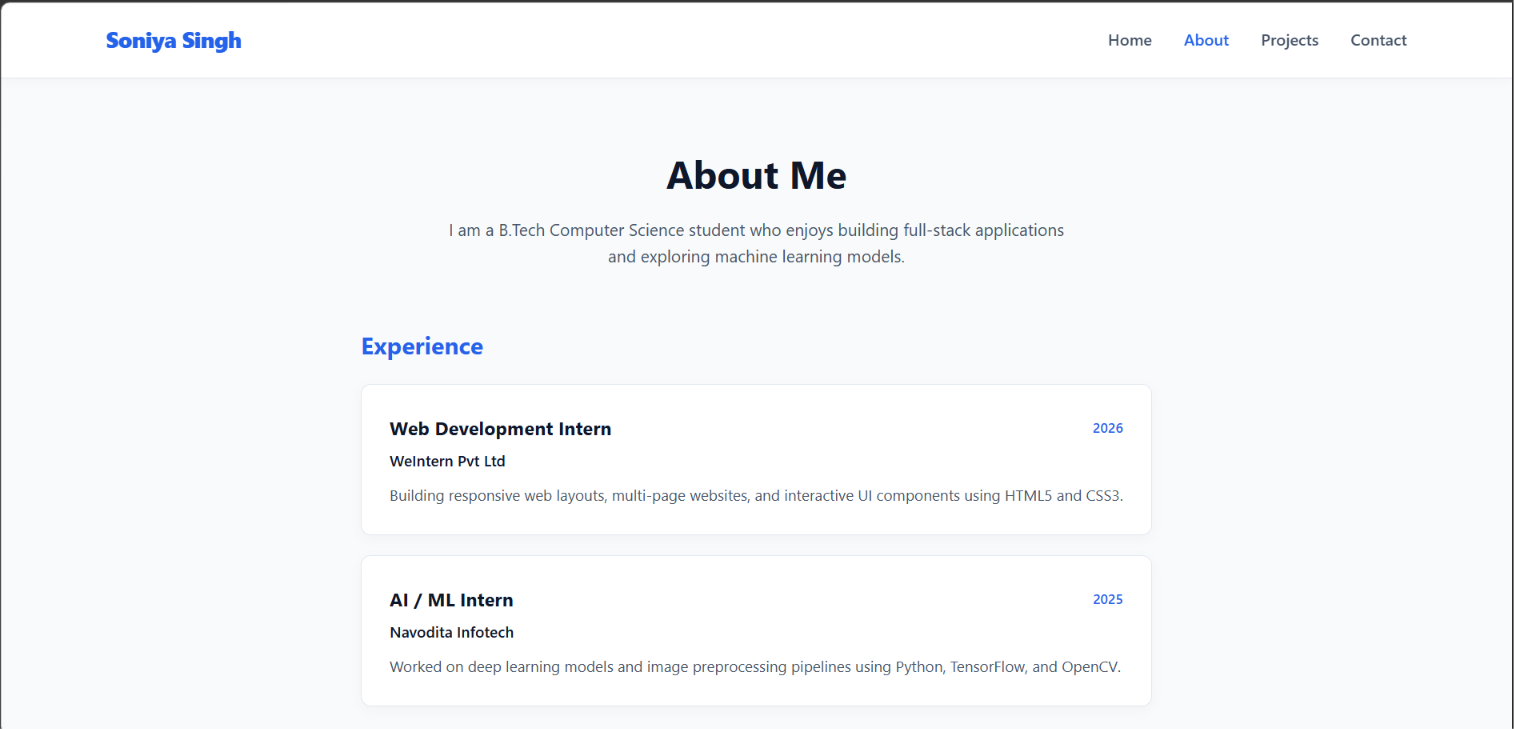 Soniya Singh
Home About Projects Contact
About Me
I am a B.Tech Computer Science student who enjoys building full-stack applications
and exploring machine learning models.
Experience
Web Development Intern 2026
WeIntern Pvt Ltd
Building responsive web layouts, multi-page websites, and interactive UI components using HTML5 and CSS3.
AI / ML Intern 2025
Navodita Infotech
Worked on deep learning models and image preprocessing pipelines using Python, TensorFlow, and OpenCV.